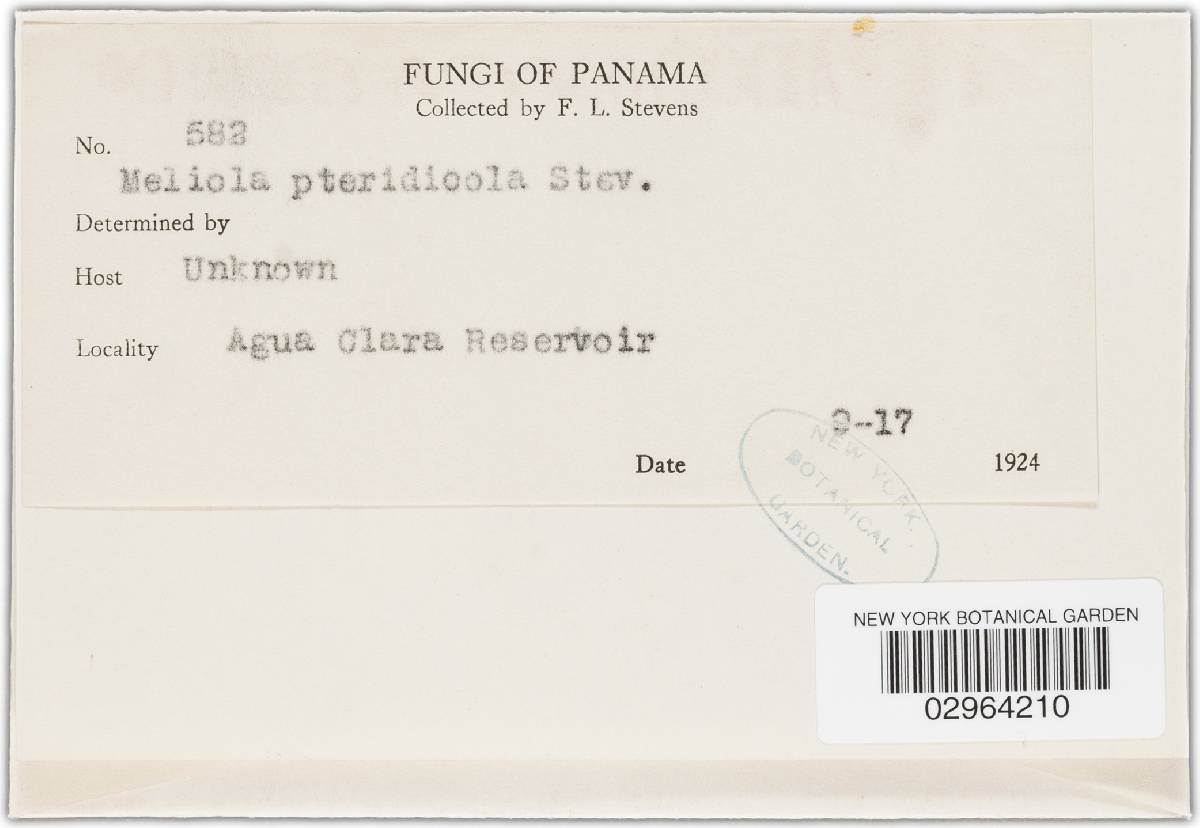 FUNGI OF PANAMA
Collected by F. L. Stevens
No. 582
Meliola pteridicola Stev.
Determined by
Host Unknown
Locality Agua Clara Reservoir
9-17
Date 1924
NEW YORK
BOTANICAL
GARDEN.
NEW YORK BOTANICAL GARDEN
02964210